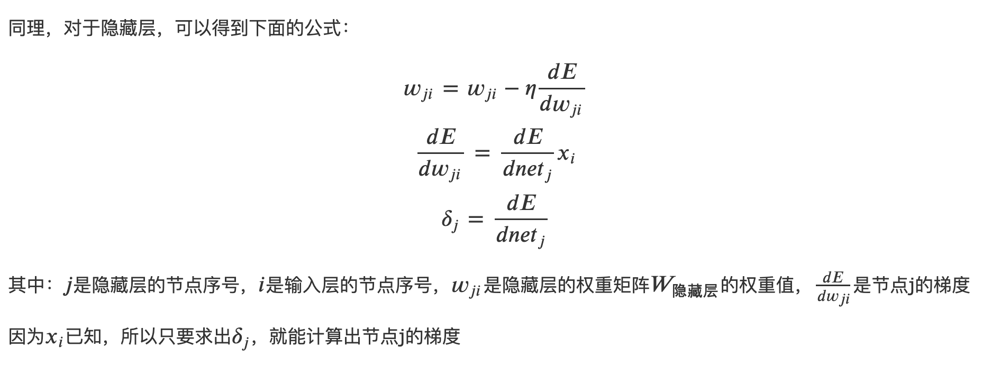 同理，对于隐藏层，可以得到下面的公式：
$w_{ji} = w_{ji} - \eta \frac{dE}{dw_{ji}}$
$\frac{dE}{dw_{ji}} = \frac{dE}{dnet_j} x_i$
$\delta_j = \frac{dE}{dnet_j}$
其中：$j$是隐藏层的节点序号，$i$是输入层的节点序号，$w_{ji}$是隐藏层的权重矩阵$W_{隐藏层}$的权重值，$\frac{dE}{dw_{ji}}$是节点j的梯度
因为$x_i$已知，所以只要求出$\delta_j$，就能计算出节点j的梯度